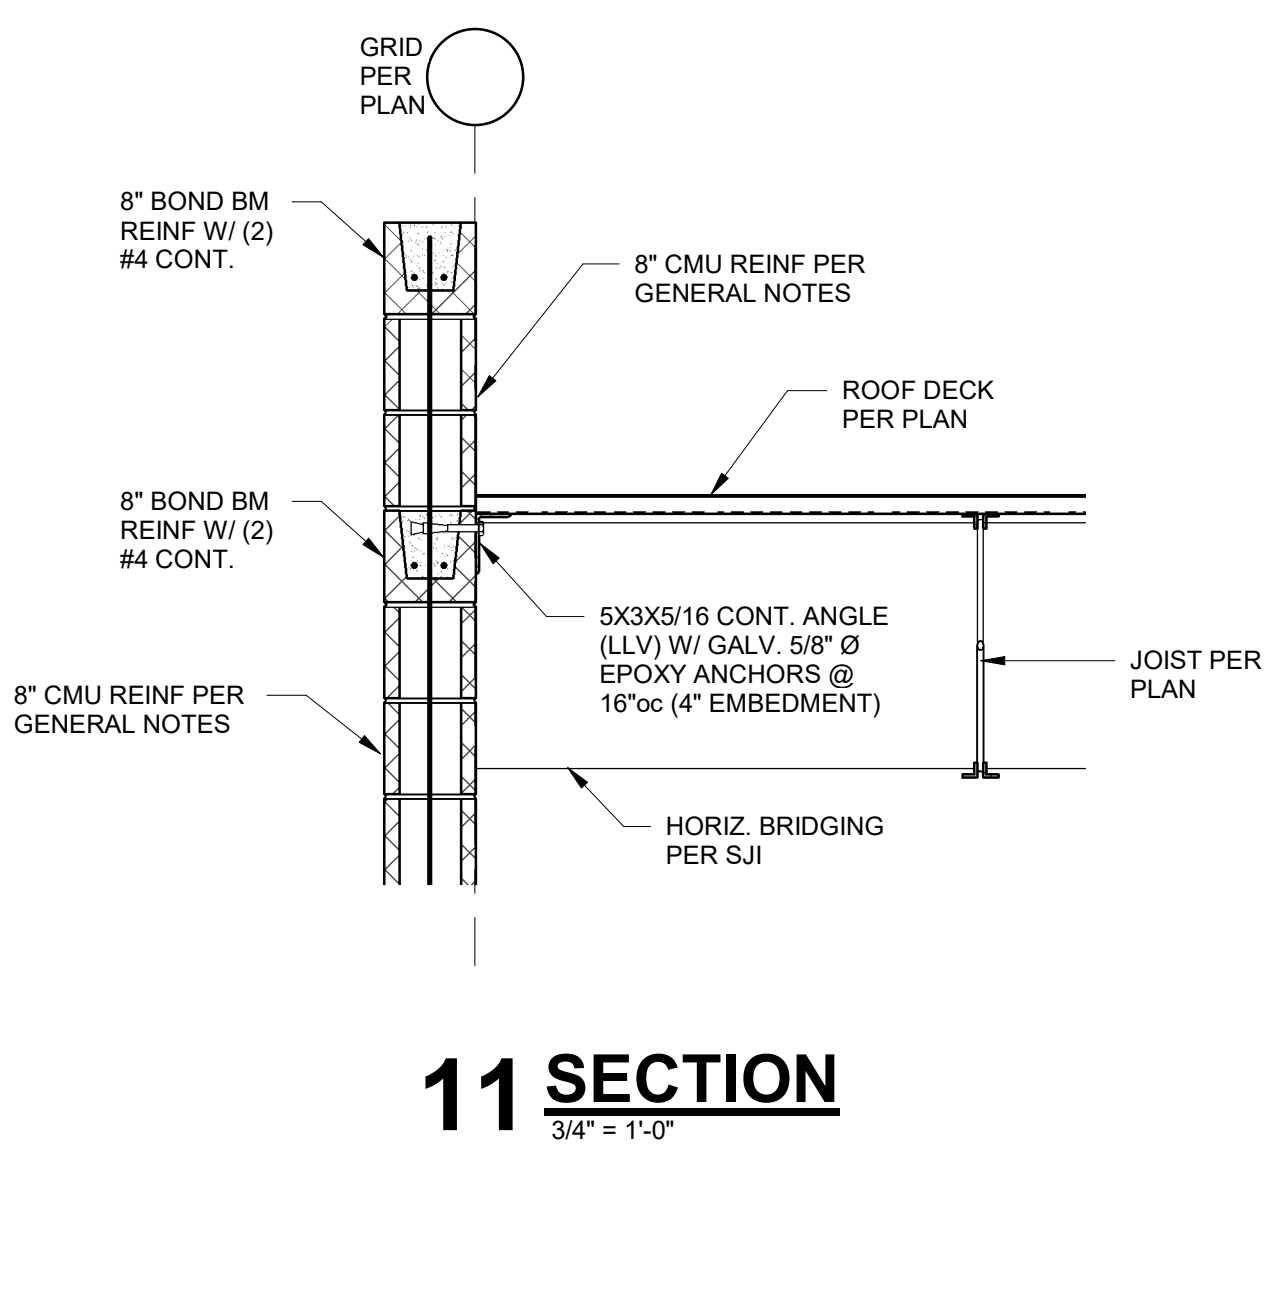 GRID
PER
PLAN
8" BOND BM
REINF W/ (2)
#4 CONT.
8" CMU REINF PER
GENERAL NOTES
ROOF DECK
PER PLAN
8" BOND BM
REINF W/ (2)
#4 CONT.
5X3X5/16 CONT. ANGLE
(LLV) W/ GALV. 5/8" Ø
EPOXY ANCHORS @
16"oc (4" EMBEDMENT)
JOIST PER
PLAN
8" CMU REINF PER
GENERAL NOTES
HORIZ. BRIDGING
PER SJI
11 SECTION
3/4" = 1'-0"